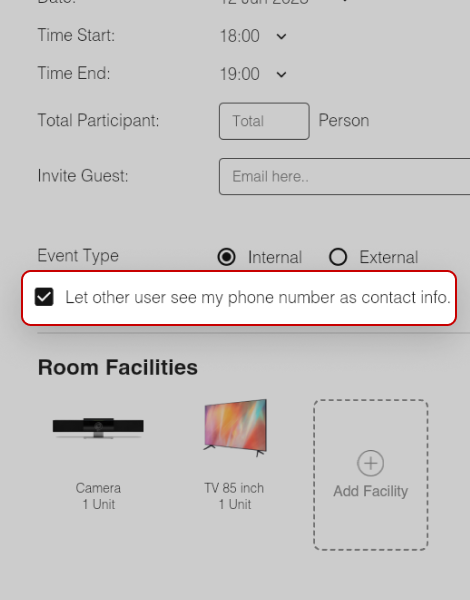 Time Start: 18:00
Time End: 19:00
Total Participant: Total Person
Invite Guest: Email here..
Event Type Internal External
Let other user see my phone number as contact info.
Room Facilities
Camera TV 85 inch
1 Unit 1 Unit
Add Facility